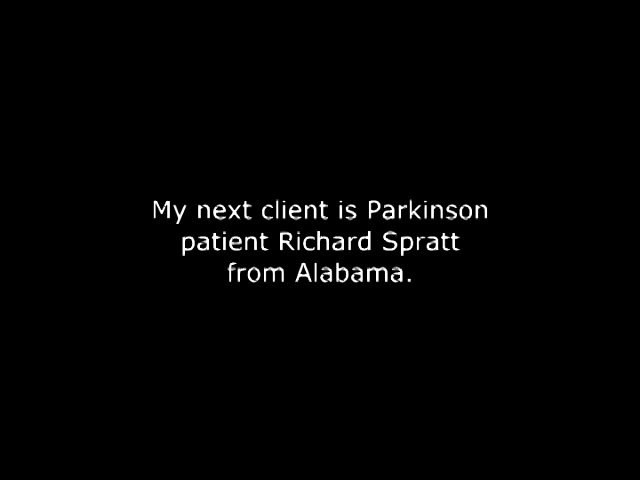 My next client is Parkinson
patient Richard Spratt
from Alabama.